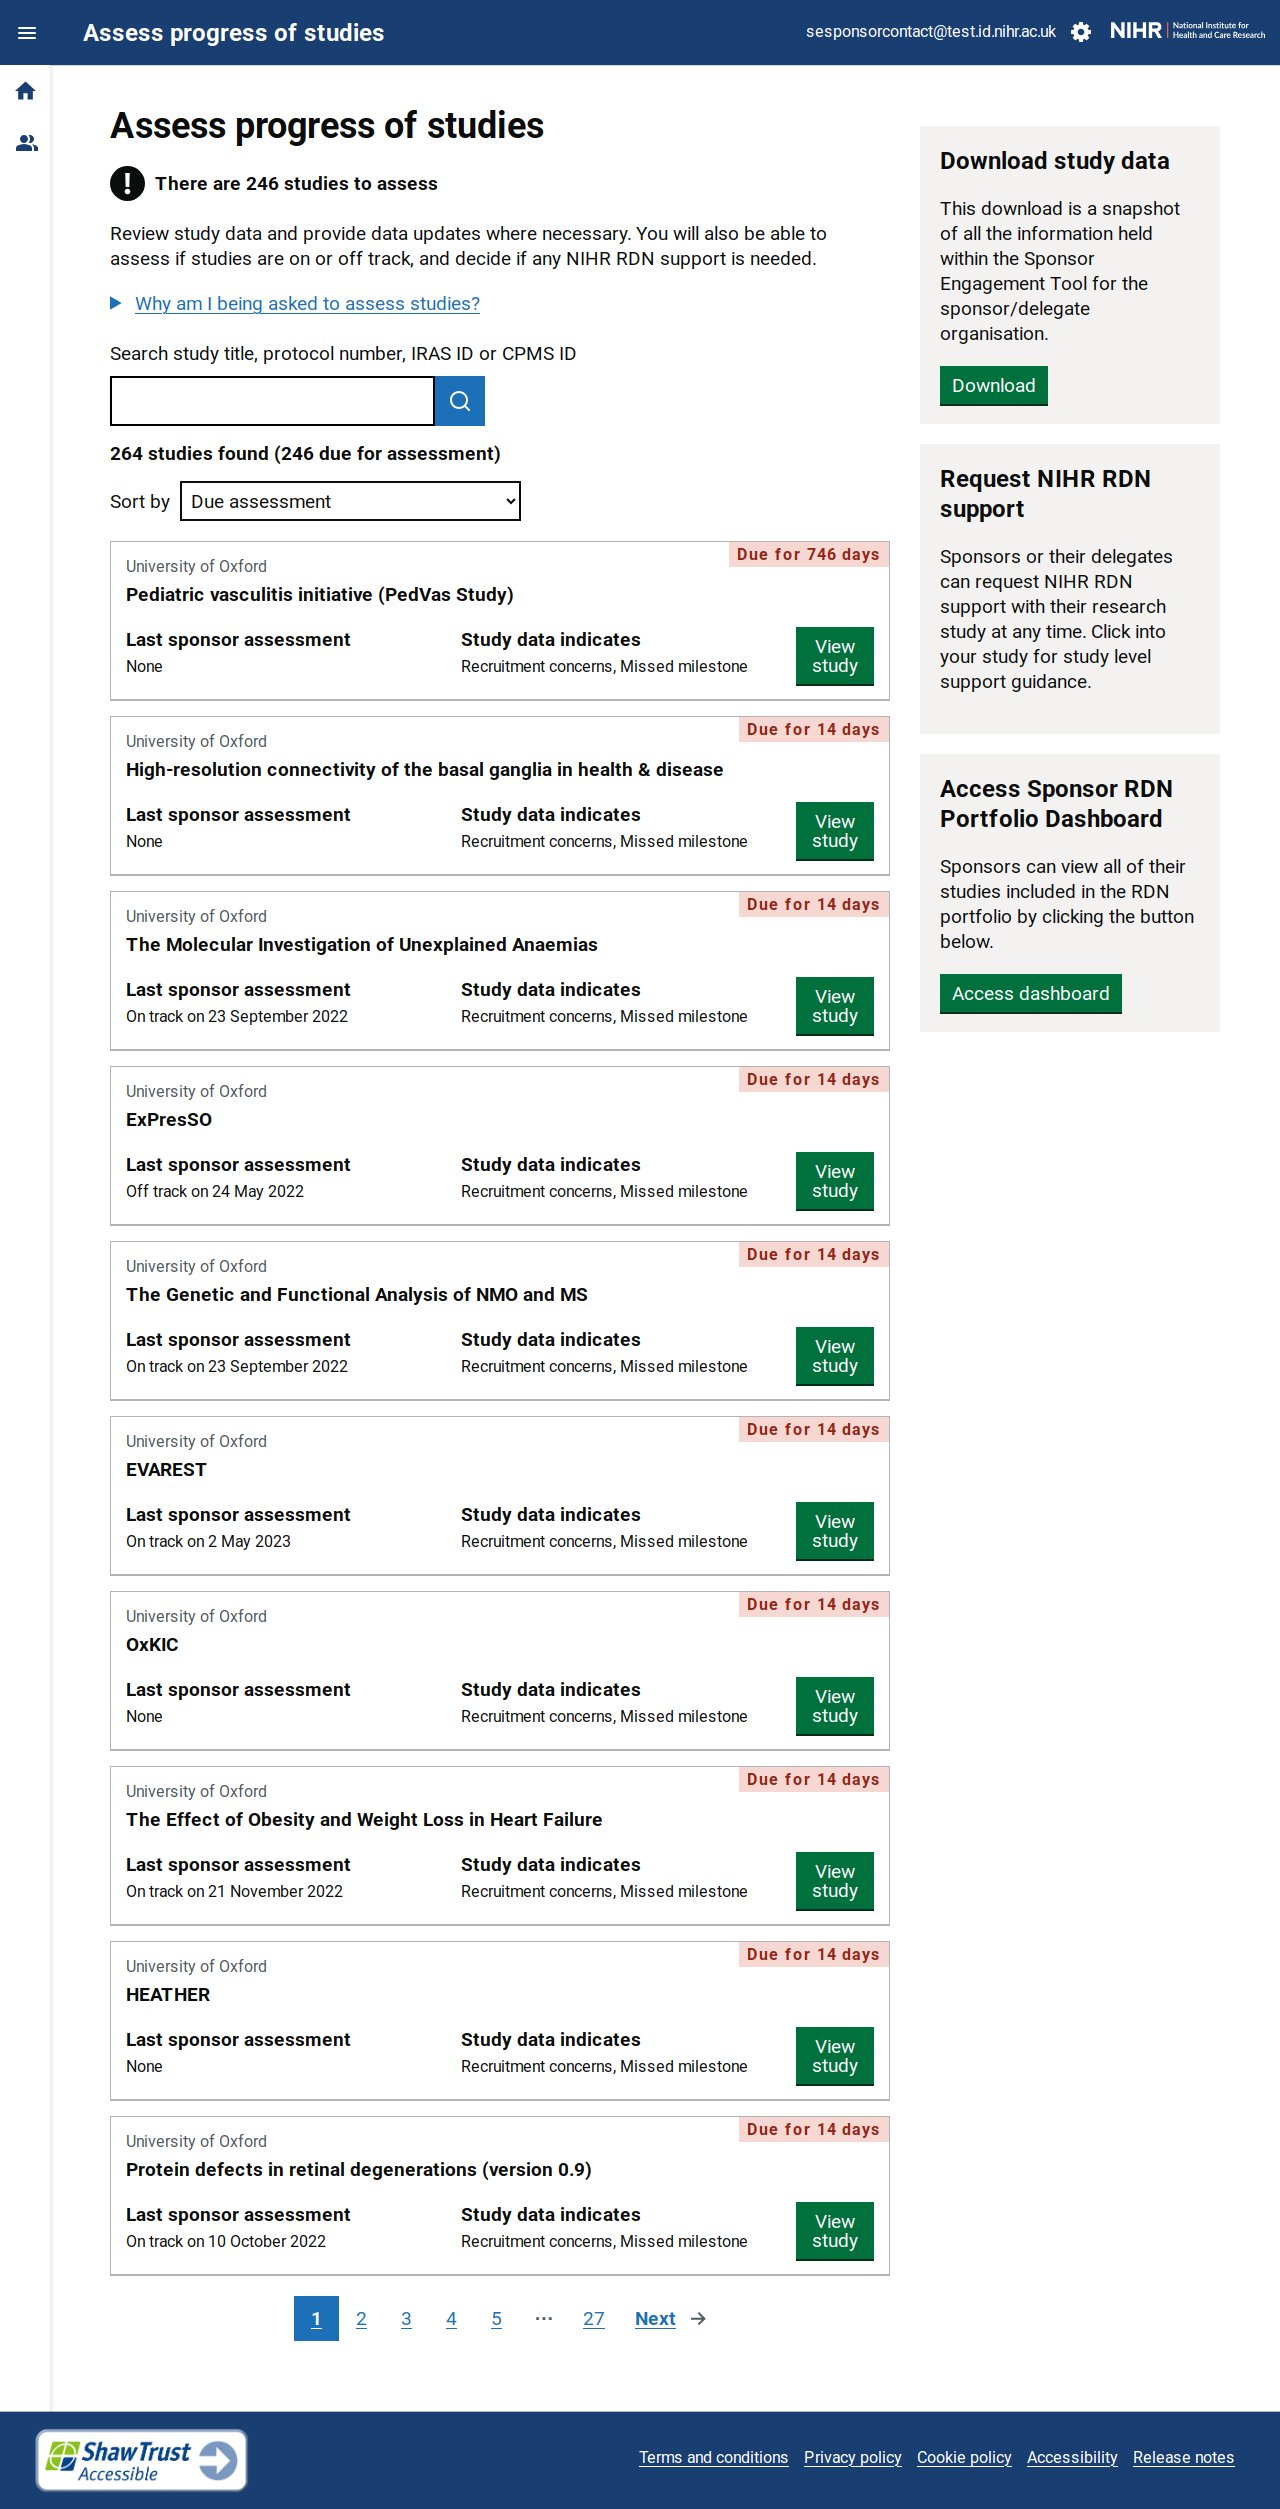 Assess progress of studies
sesponsorcontact@test.id.nihr.ac.uk
NIHR | National Institute for
Health and Care Research
Assess progress of studies
! There are 246 studies to assess
Review study data and provide data updates where necessary. You will also be able to
assess if studies are on or off track, and decide if any NIHR RDN support is needed.
Why am I being asked to assess studies?
Search study title, protocol number, IRAS ID or CPMS ID
264 studies found (246 due for assessment)
Sort by Due assessment
Due for 746 days
University of Oxford
Pediatric vasculitis initiative (PedVas Study)
Last sponsor assessment
None
Study data indicates
Recruitment concerns, Missed milestone
View
study
Due for 14 days
University of Oxford
High-resolution connectivity of the basal ganglia in health & disease
Last sponsor assessment
None
Study data indicates
Recruitment concerns, Missed milestone
View
study
Due for 14 days
University of Oxford
The Molecular Investigation of Unexplained Anaemias
Last sponsor assessment
On track on 23 September 2022
Study data indicates
Recruitment concerns, Missed milestone
View
study
Due for 14 days
University of Oxford
ExPresSO
Last sponsor assessment
Off track on 24 May 2022
Study data indicates
Recruitment concerns, Missed milestone
View
study
Due for 14 days
University of Oxford
The Genetic and Functional Analysis of NMO and MS
Last sponsor assessment
On track on 23 September 2022
Study data indicates
Recruitment concerns, Missed milestone
View
study
Due for 14 days
University of Oxford
EVAREST
Last sponsor assessment
On track on 2 May 2023
Study data indicates
Recruitment concerns, Missed milestone
View
study
Due for 14 days
University of Oxford
OxKIC
Last sponsor assessment
None
Study data indicates
Recruitment concerns, Missed milestone
View
study
Due for 14 days
University of Oxford
The Effect of Obesity and Weight Loss in Heart Failure
Last sponsor assessment
On track on 21 November 2022
Study data indicates
Recruitment concerns, Missed milestone
View
study
Due for 14 days
University of Oxford
HEATHER
Last sponsor assessment
None
Study data indicates
Recruitment concerns, Missed milestone
View
study
Due for 14 days
University of Oxford
Protein defects in retinal degenerations (version 0.9)
Last sponsor assessment
On track on 10 October 2022
Study data indicates
Recruitment concerns, Missed milestone
View
study
1 2 3 4 5 ⋯ 27 Next →
Download study data
This download is a snapshot
of all the information held
within the Sponsor
Engagement Tool for the
sponsor/delegate
organisation.
Download
Request NIHR RDN
support
Sponsors or their delegates
can request NIHR RDN
support with their research
study at any time. Click into
your study for study level
support guidance.
Access Sponsor RDN
Portfolio Dashboard
Sponsors can view all of their
studies included in the RDN
portfolio by clicking the button
below.
Access dashboard
ShawTrust
Accessible
Terms and conditions Privacy policy Cookie policy Accessibility Release notes